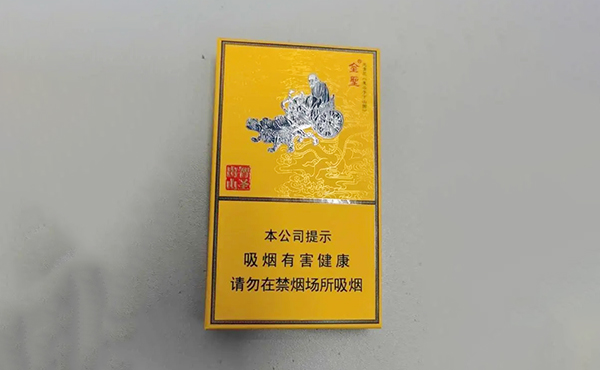 金圣
本公司提示
吸烟有害健康
请勿在禁烟场所吸烟